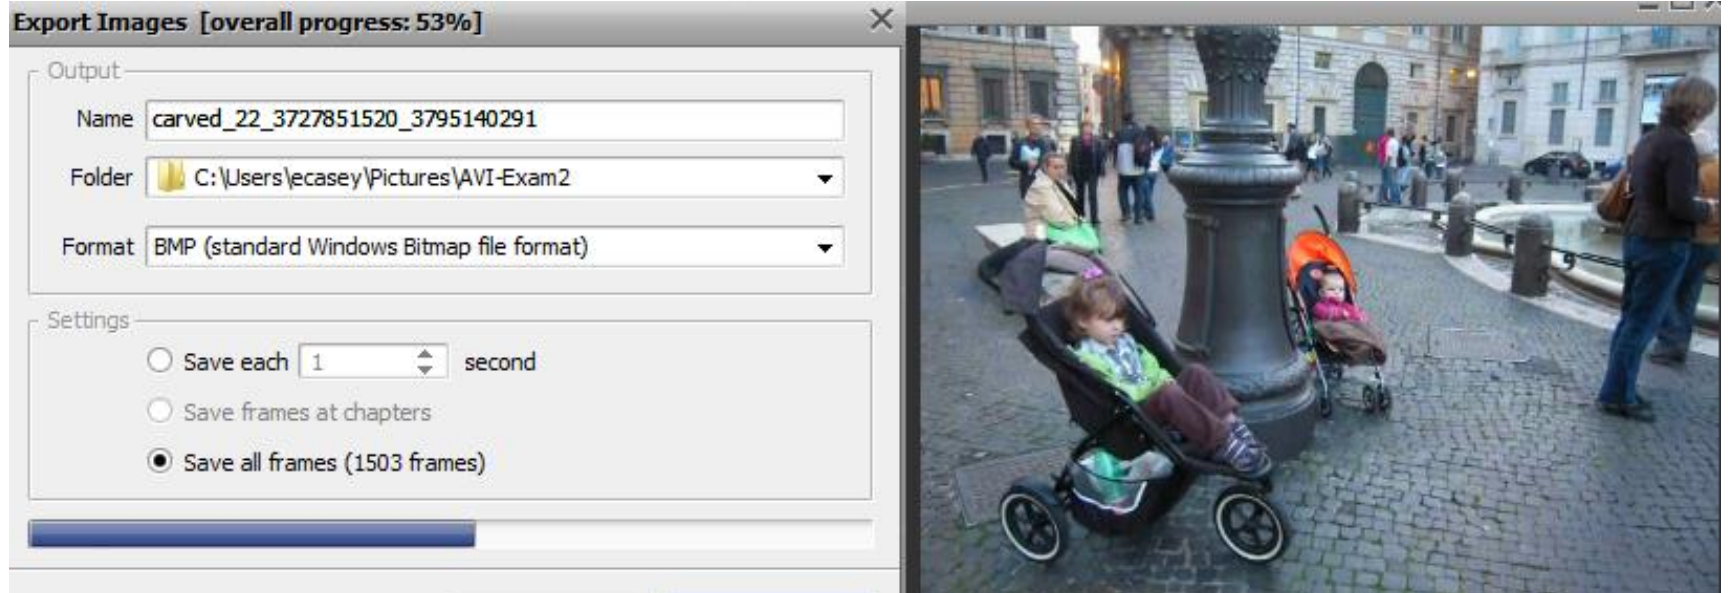 Export Images [overall progress: 53%]
Output
Name carved_22_3727851520_3795140291
Folder C:\Users\ecasey\Pictures\AVI-Exam2
Format BMP (standard Windows Bitmap file format)
Settings
Save each 1 second
Save frames at chapters
Save all frames (1503 frames)